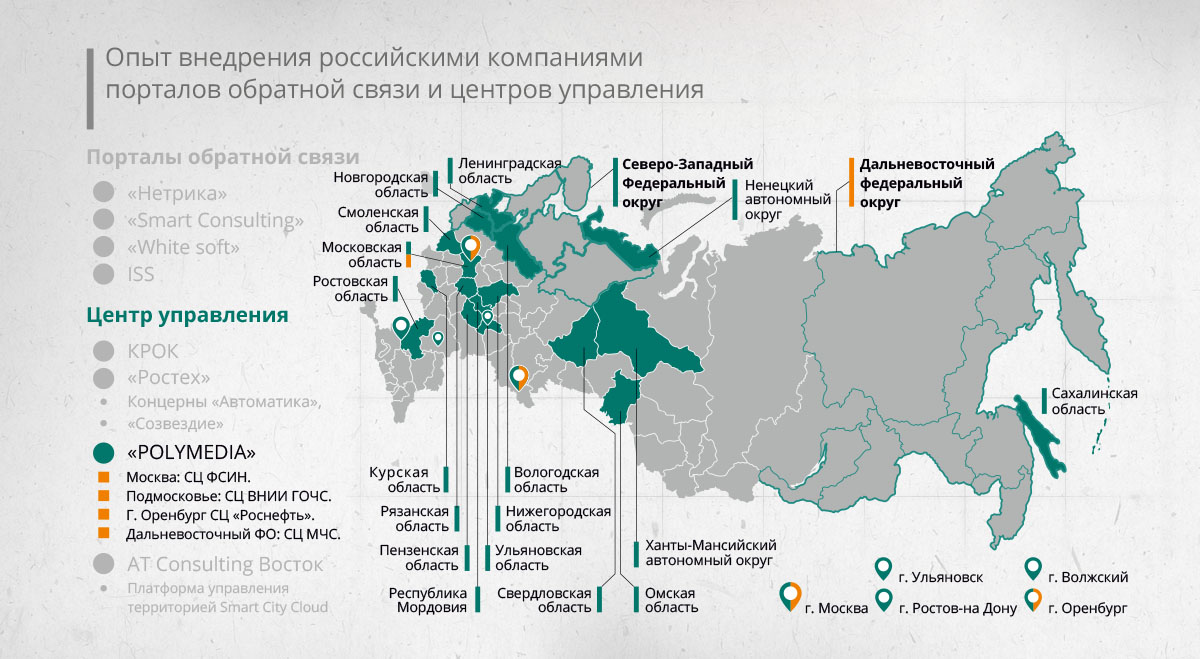 Опыт внедрения российскими компаниями
порталов обратной связи и центров управления
Порталы обратной связи
«Нетрика»
«Smart Consulting»
«White soft»
ISS
Центр управления
КРОК
«Ростех»
Концерны «Автоматика»,
«Созвездие»
«POLYMEDIA»
Москва: СЦ ФСИН.
Подмосковье: СЦ ВНИИ ГОЧС.
Г. Оренбург СЦ «Роснефть».
Дальневосточный ФО: СЦ МЧС.
AT Consulting Восток
Платформа управления
территорией Smart City Cloud
Ленинградская
область
Новгородская
область
Смоленская
область
Московская
область
Ростовская
область
Северо-Западный
Федеральный
округ
Ненецкий
автономный
округ
Дальневосточный
федеральный
округ
Сахалинская
область
Курская
область
Вологодская
область
Рязанская
область
Нижегородская
область
Пензенская
область
Ульяновская
область
Ханты-Мансийский
автономный округ
Республика
Мордовия
Свердловская
область
Омская
область
г. Ульяновск
г. Волжский
г. Москва
г. Ростов-на Дону
г. Оренбург